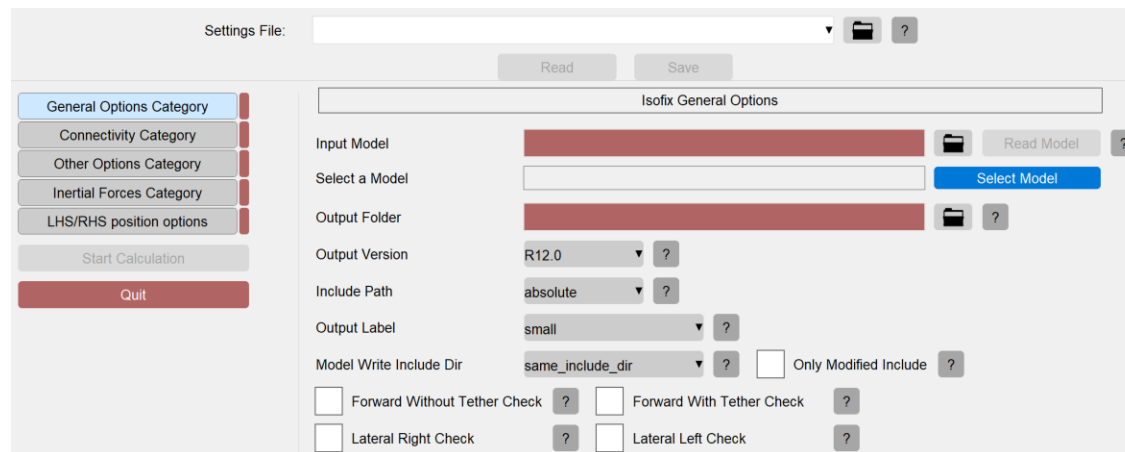 Settings File: ?
Read Save
General Options Category
Connectivity Category
Other Options Category
Inertial Forces Category
LHS/RHS position options
Start Calculation
Quit
Isofix General Options
Input Model Read Model ?
Select a Model Select Model
Output Folder ?
Output Version R12.0 ?
Include Path absolute ?
Output Label small ?
Model Write Include Dir same_include_dir ? Only Modified Include ?
Forward Without Tether Check ? Forward With Tether Check ?
Lateral Right Check ? Lateral Left Check ?